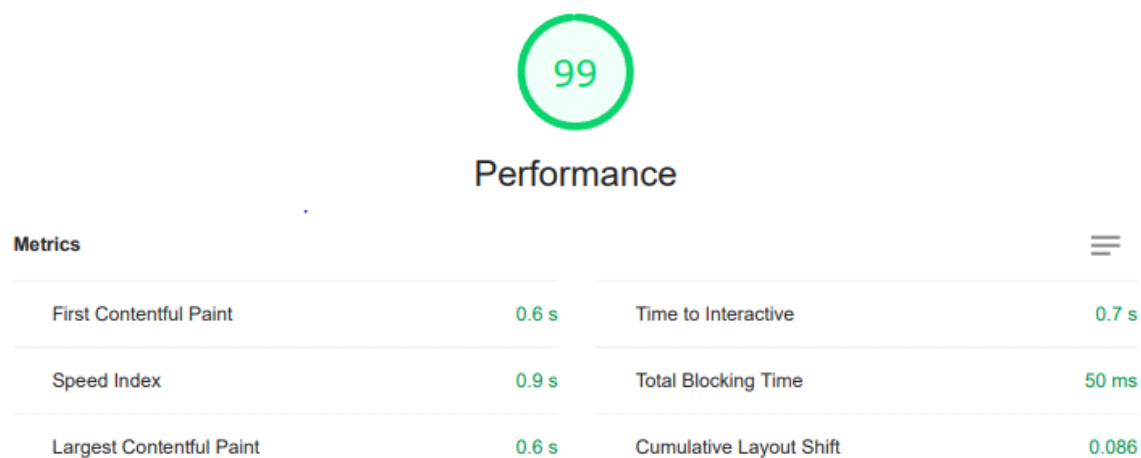 99
Performance
Metrics
First Contentful Paint 0.6 s
Time to Interactive 0.7 s
Speed Index 0.9 s
Total Blocking Time 50 ms
Largest Contentful Paint 0.6 s
Cumulative Layout Shift 0.086